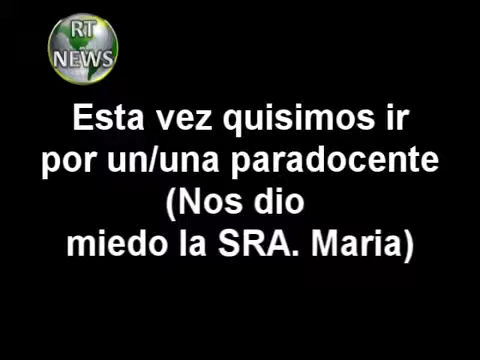 RT
NEWS
Esta vez quisimos ir
por un/una paradocente
(Nos dio
miedo la SRA. Maria)